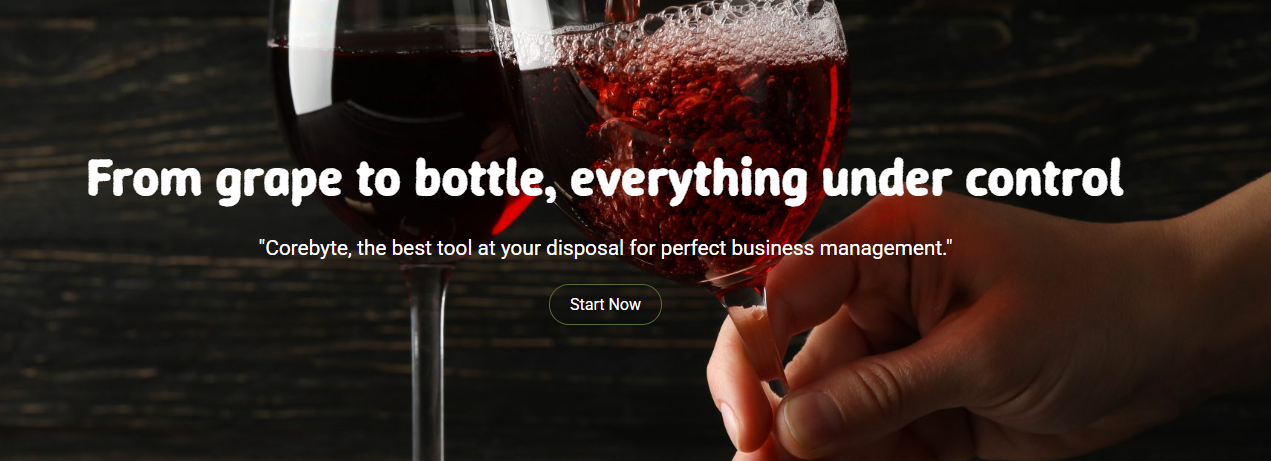 From grape to bottle, everything under control
"Corebyte, the best tool at your disposal for perfect business management."
Start Now